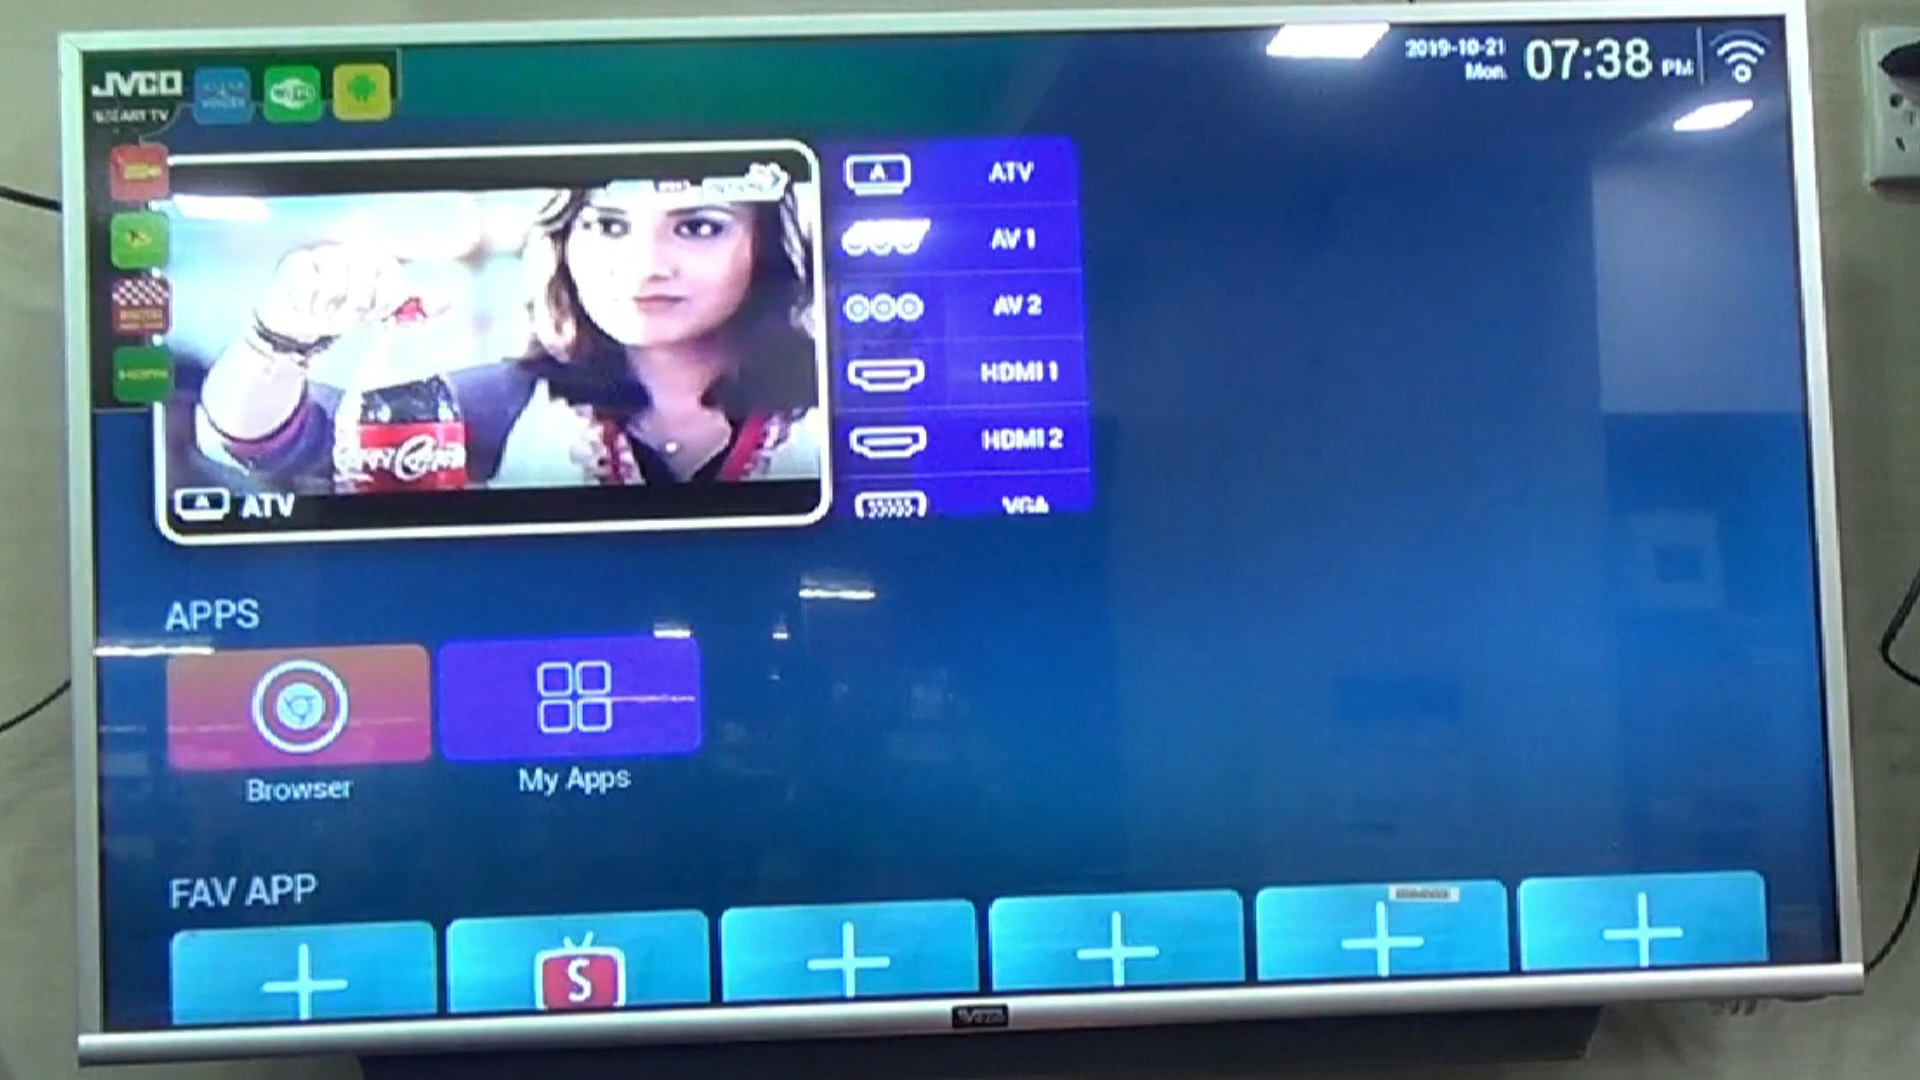 JVCO
SMART TV
2019-10-21
Mon.
07:38 PM
ATV
AV 1
AV 2
HDMI 1
HDMI 2
VGA
ATV
APPS
Browser
My Apps
FAV APP
S